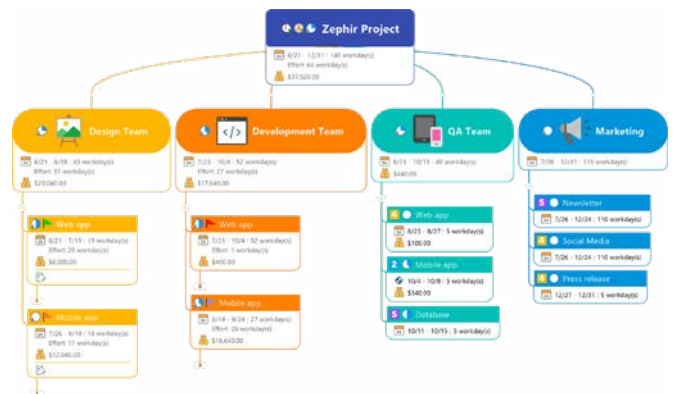 Zephir Project
6/21 - 12/31 : 140 workday(s)
Effort: 64 workday(s)
$37,520.00
Design Team
6/21 - 8/18 : 43 workday(s)
Effort: 37 workday(s)
$20,040.00
Web app
6/21 - 7/15 : 19 workday(s)
Effort: 20 workday(s)
$8,000.00
Mobile app
7/26 - 8/18 : 18 workday(s)
Effort: 17 workday(s)
$12,040.00
Development Team
7/23 - 10/4 : 52 workday(s)
Effort: 27 workday(s)
$17,040.00
Web app
7/23 - 10/4 : 52 workday(s)
Effort: 1 workday(s)
$400.00
Mobile app
Effort: 26 workday(s)
$16,640.00
QA Team
8/23 - 10/15 : 40 workday(s)
$440.00
4 Web app
8/23 - 8/27 : 5 workday(s)
$100.00
2 Mobile app
10/4 - 10/8 : 5 workday(s)
$340.00
5 Database
10/11 - 10/15 : 5 workday(s)
Marketing
7/26 - 12/31 : 115 workday(s)
5 Newsletter
7/26 - 12/24 : 110 workday(s)
4 Social Media
7/26 - 12/24 : 110 workday(s)
4 Press release
12/27 - 12/31 : 5 workday(s)